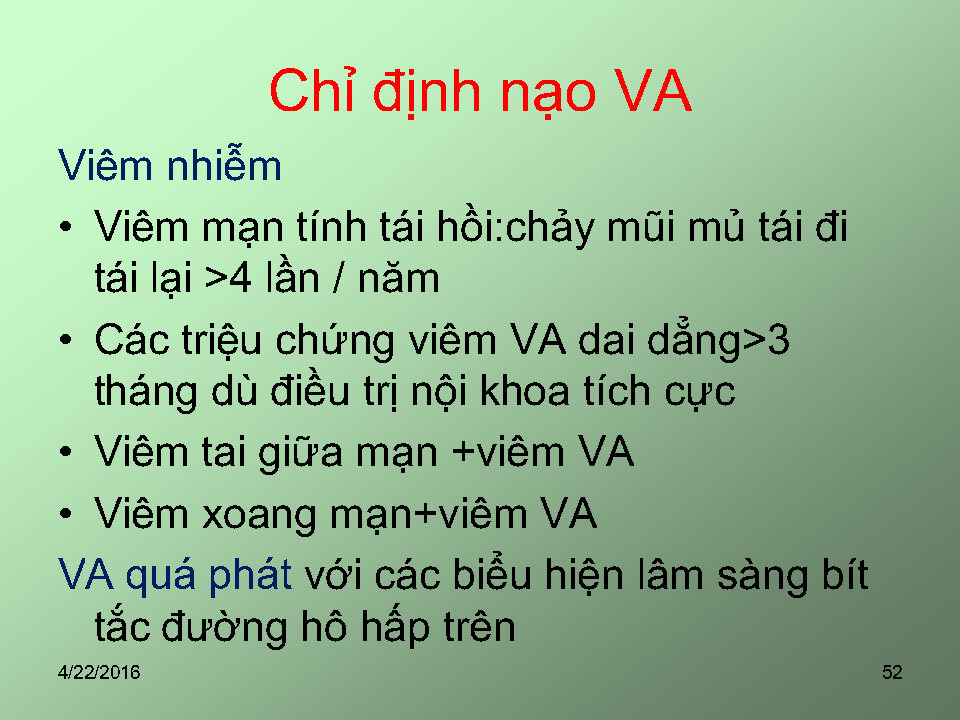 Chỉ định nạo VA
Viêm nhiễm
• Viêm mạn tính tái hồi:chảy mũi mủ tái đi
tái lại >4 lần / năm
• Các triệu chứng viêm VA dai dẳng>3
tháng dù điều trị nội khoa tích cực
• Viêm tai giữa mạn +viêm VA
• Viêm xoang mạn+viêm VA
VA quá phát với các biểu hiện lâm sàng bít
tắc đường hô hấp trên
4/22/2016 52